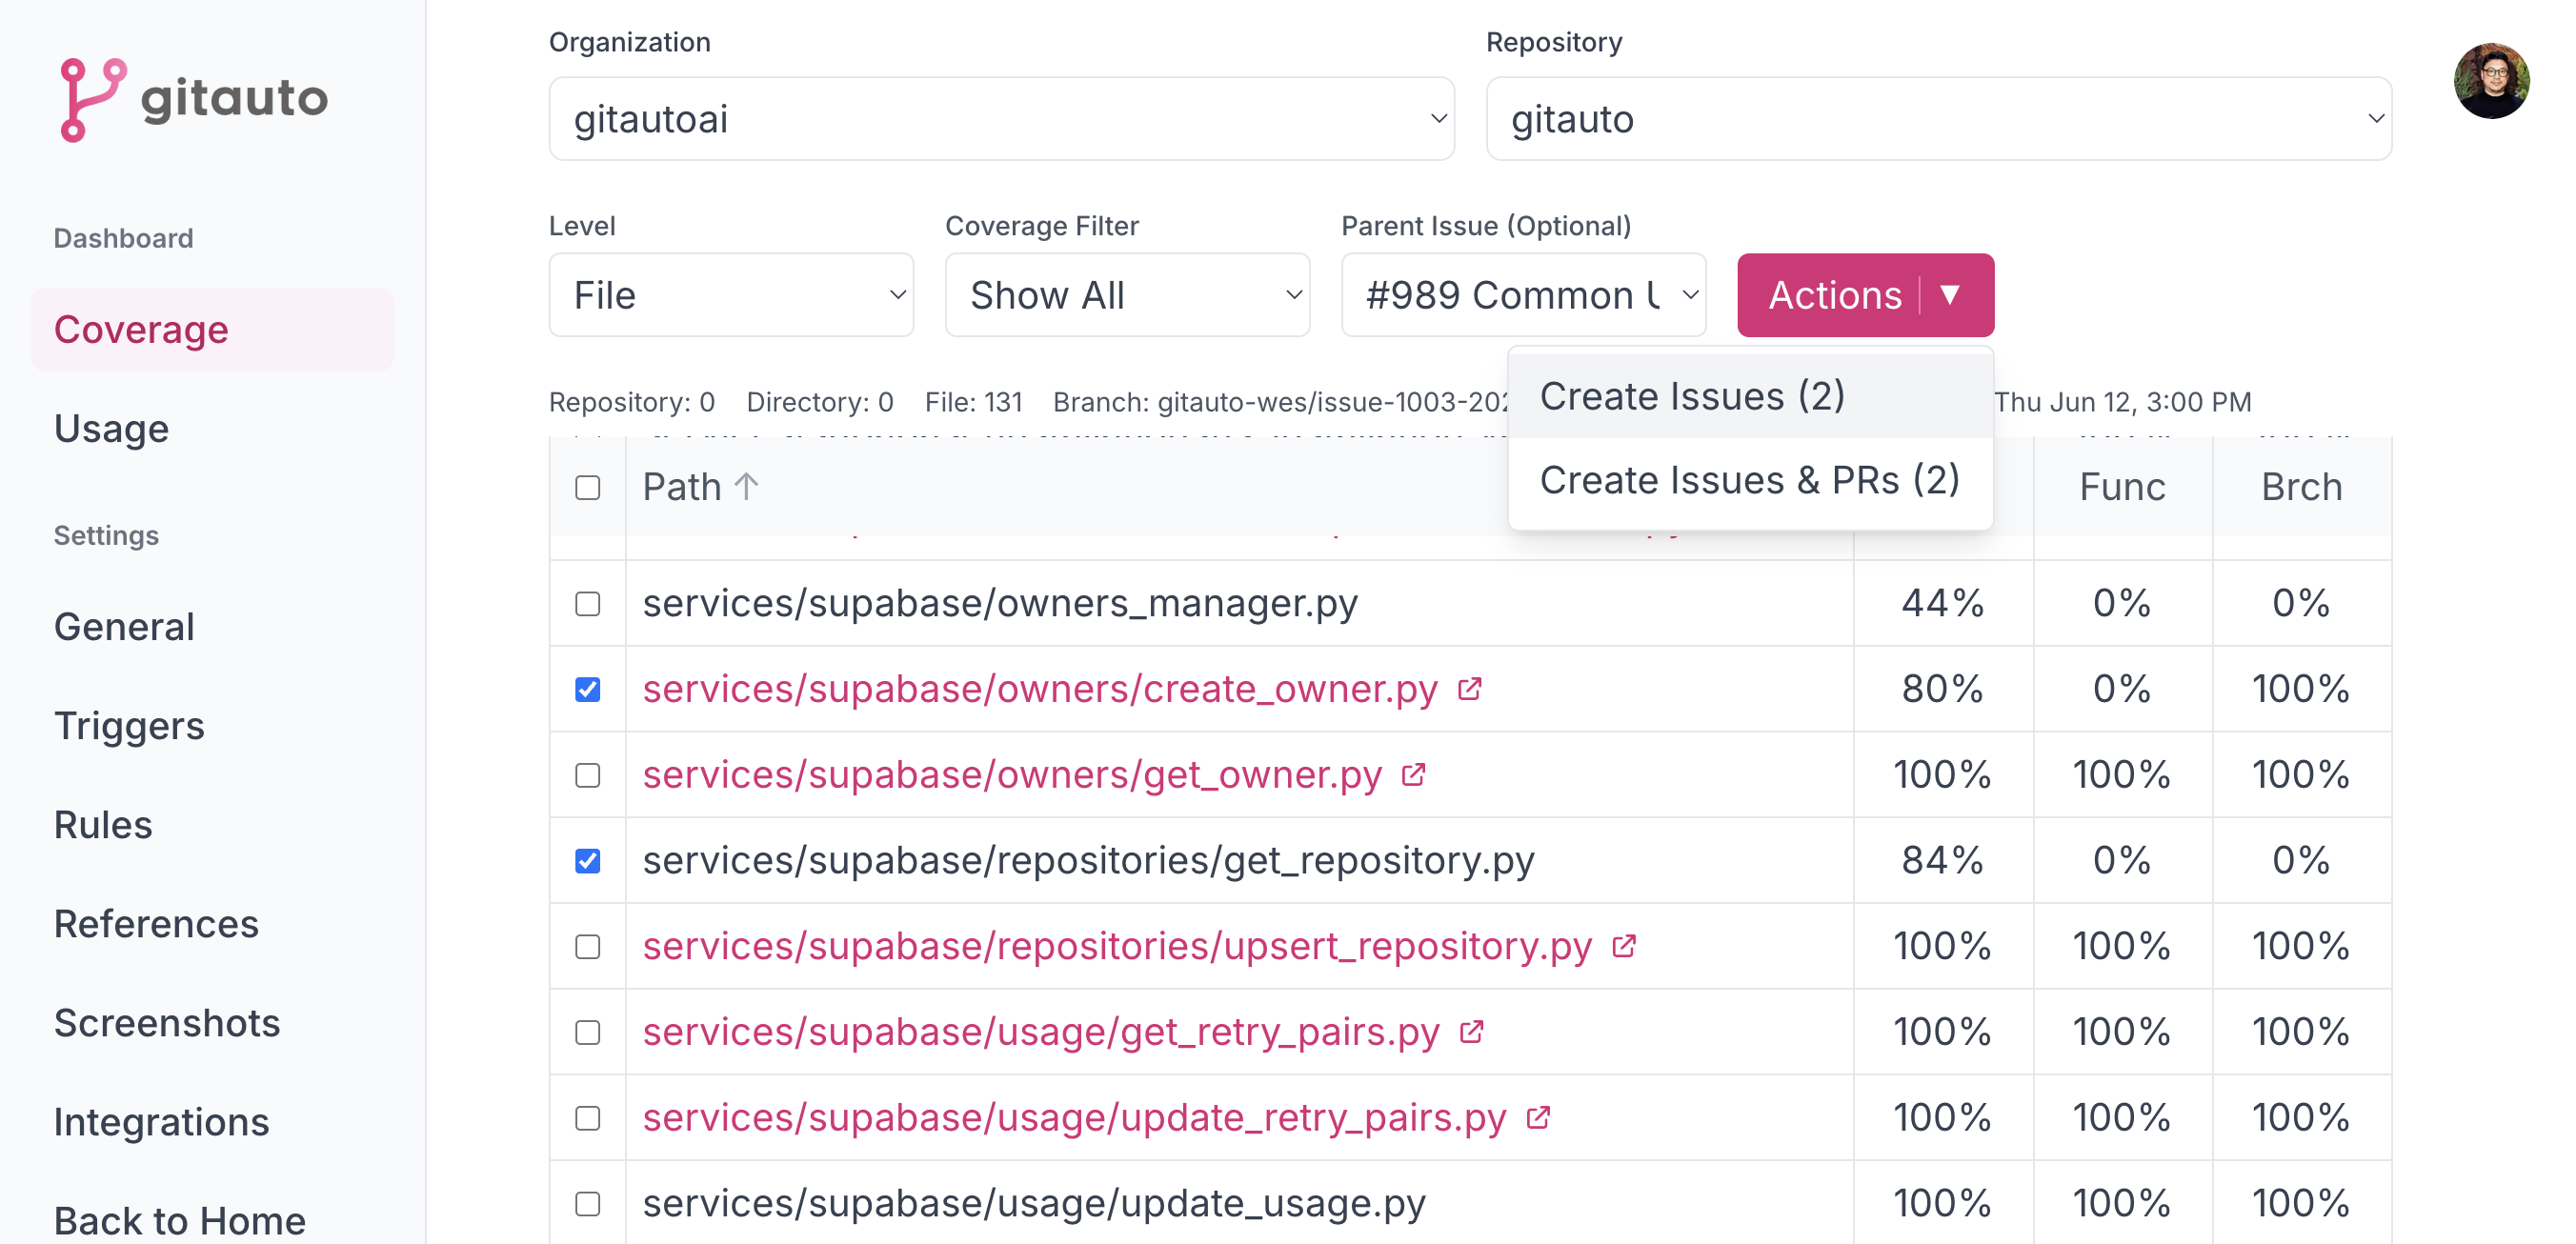 gitauto
Dashboard
Coverage
Usage
Settings
General
Triggers
Rules
References
Screenshots
Integrations
Back to Home
Organization
gitautoai
Repository
gitauto
Level
File
Coverage Filter
Show All
Parent Issue (Optional)
#989 Common
Actions ▼
Create Issues (2)
Create Issues & PRs (2)
Repository: 0 Directory: 0 File: 131 Branch: gitauto-wes/issue-1003-202 Thu Jun 12, 3:00 PM
Path ↑ Func Brch
services/supabase/owners_manager.py 44% 0% 0%
services/supabase/owners/create_owner.py 80% 0% 100%
services/supabase/owners/get_owner.py 100% 100% 100%
services/supabase/repositories/get_repository.py 84% 0% 0%
services/supabase/repositories/upsert_repository.py 100% 100% 100%
services/supabase/usage/get_retry_pairs.py 100% 100% 100%
services/supabase/usage/update_retry_pairs.py 100% 100% 100%
services/supabase/usage/update_usage.py 100% 100% 100%